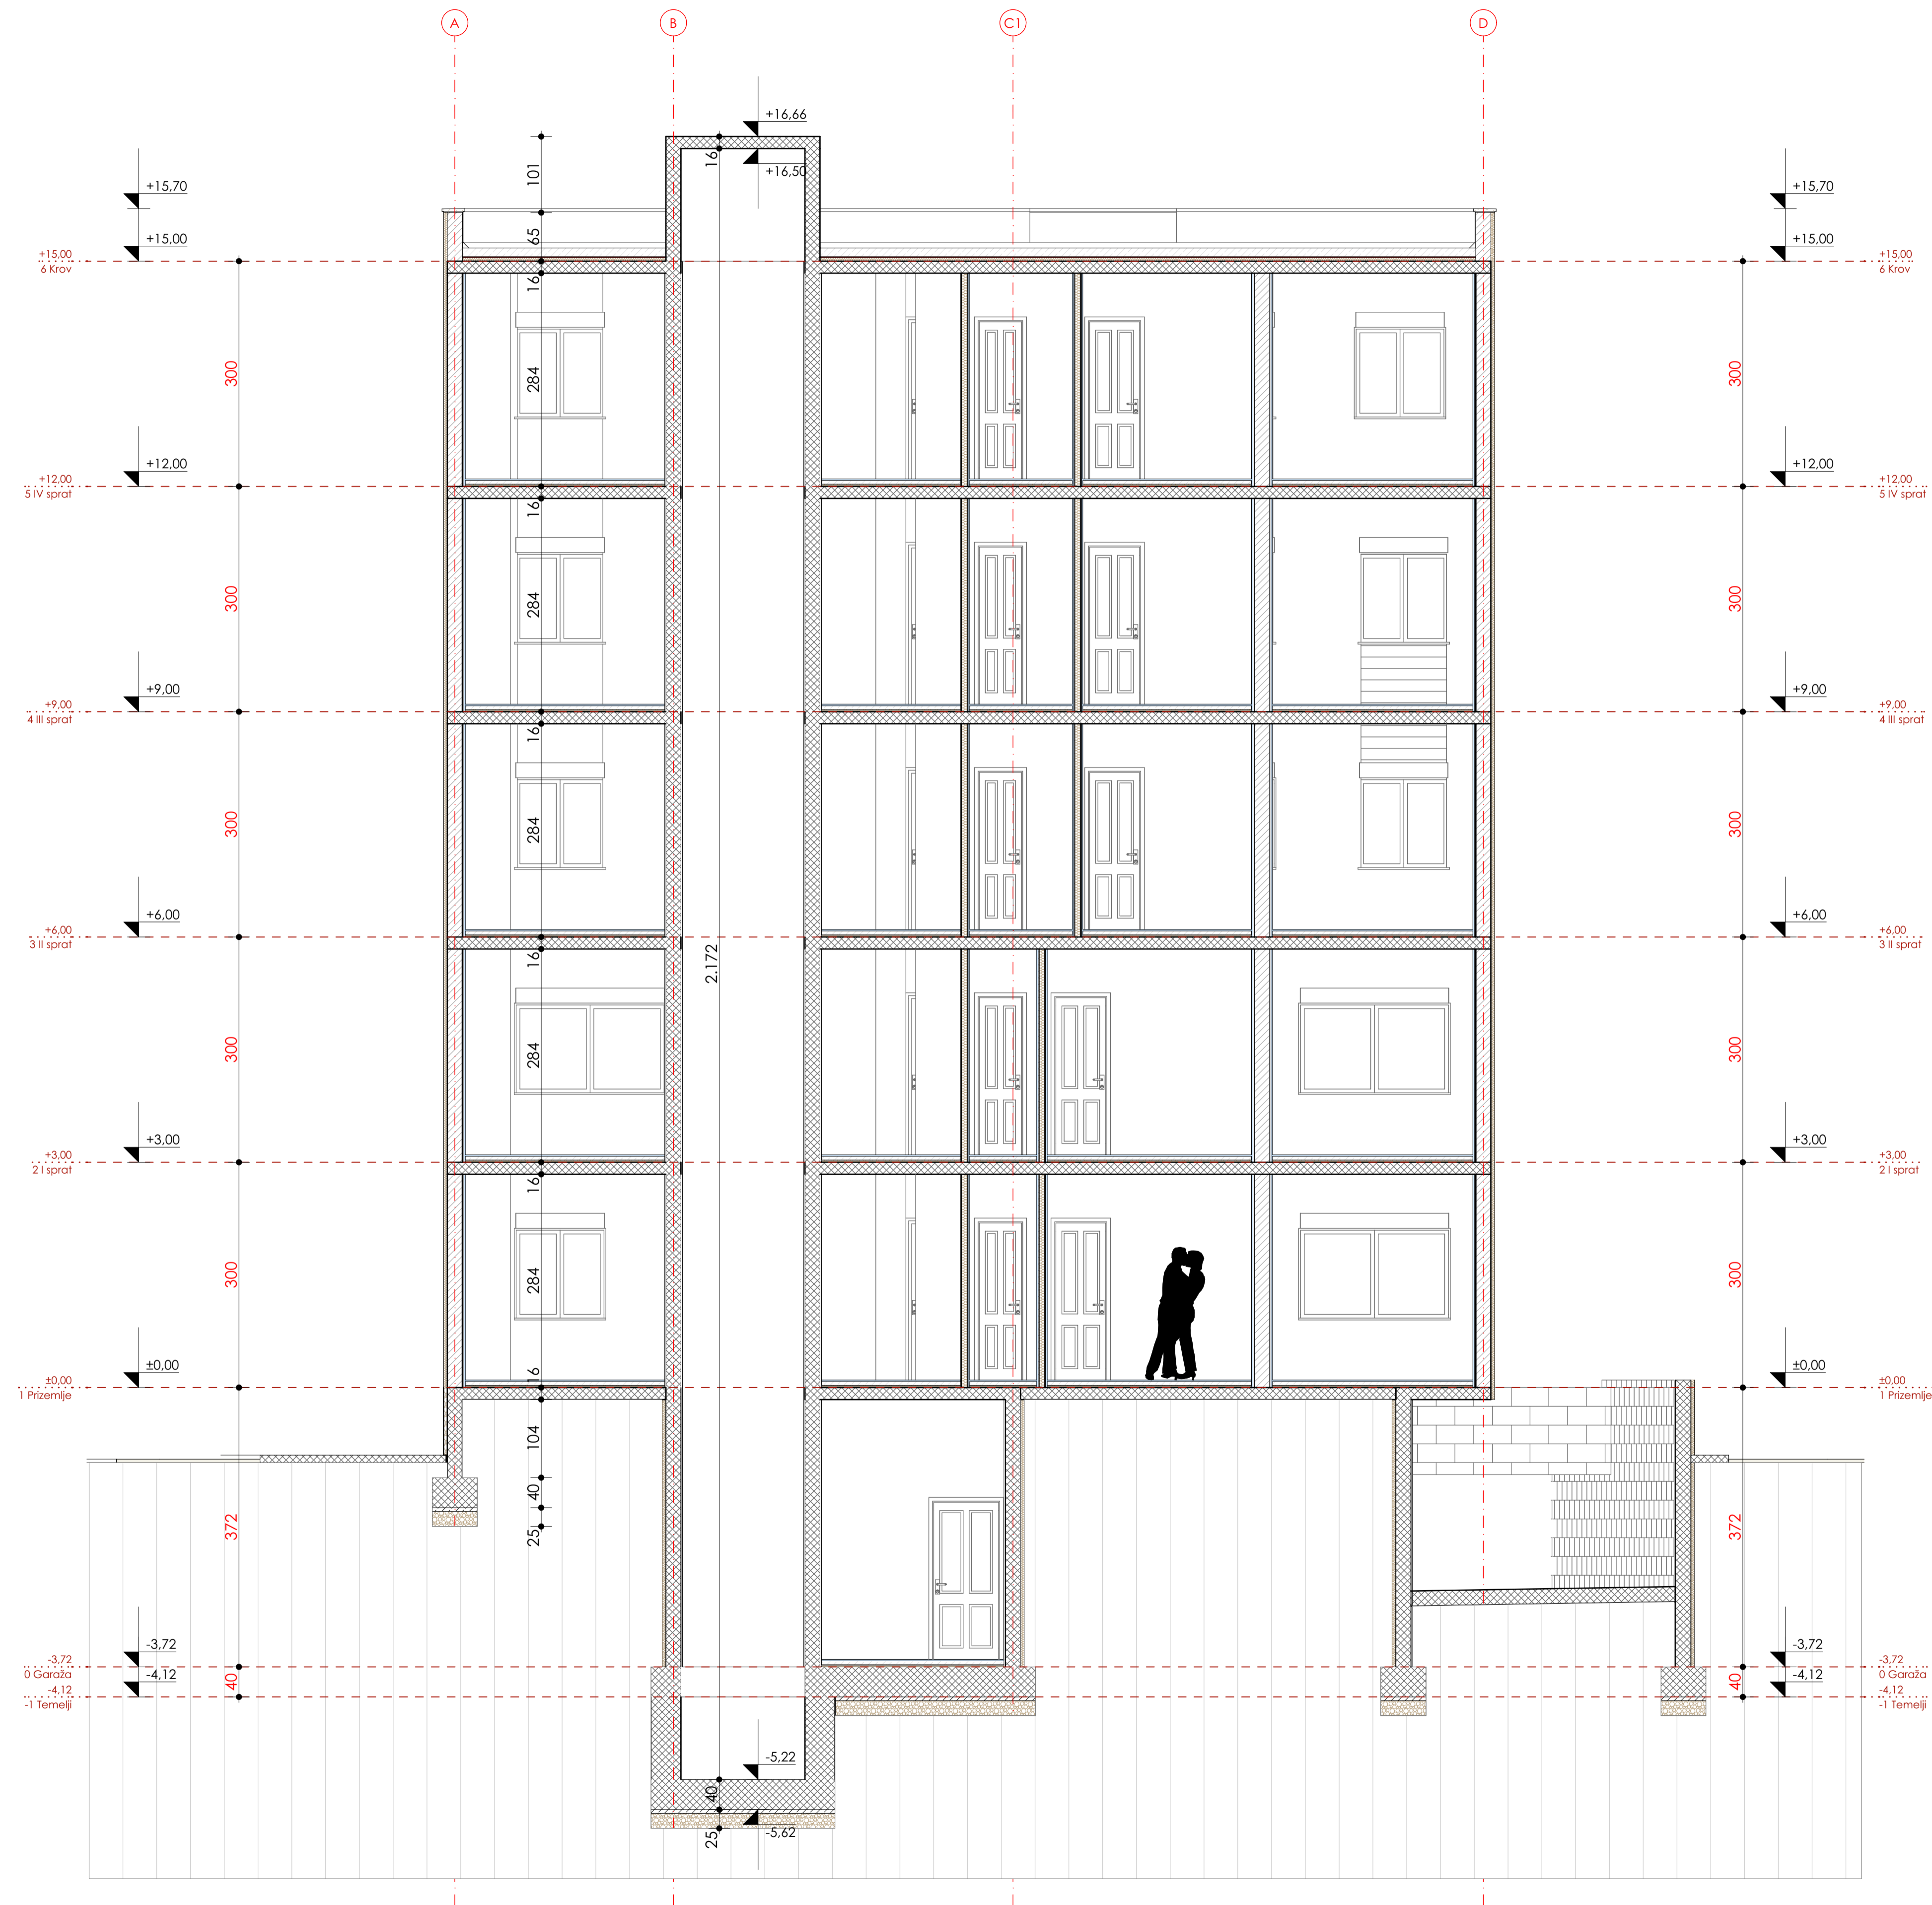 A B C1 D
+16,66
16
+16,50
101
+15,70 +15,70
65
+15,00 +15,00
+15,00 +15,00
6 Krov 6 Krov
16
300 284 300
+12,00 +12,00
+12,00 +12,00
5 IV sprat 5 IV sprat
16
300 284 300
+9,00 +9,00
+9,00 +9,00
4 III sprat 4 III sprat
16
300 284 300
+6,00 +6,00
+6,00 +6,00
3 II sprat 3 II sprat
16
2.172
300 284 300
+3,00 +3,00
+3,00 +3,00
2 I sprat 2 I sprat
16
300 284 300
±0,00 ±0,00
16
±0,00 ±0,00
1 Prizemlje 1 Prizemlje
104
40
372 25 372
-3,72 -3,72
-3,72 -3,72
0 Garaža 0 Garaža
-4,12 -4,12
40 40
-4,12 -4,12
-1 Temelji -1 Temelji
-5,22
40
-5,62
25